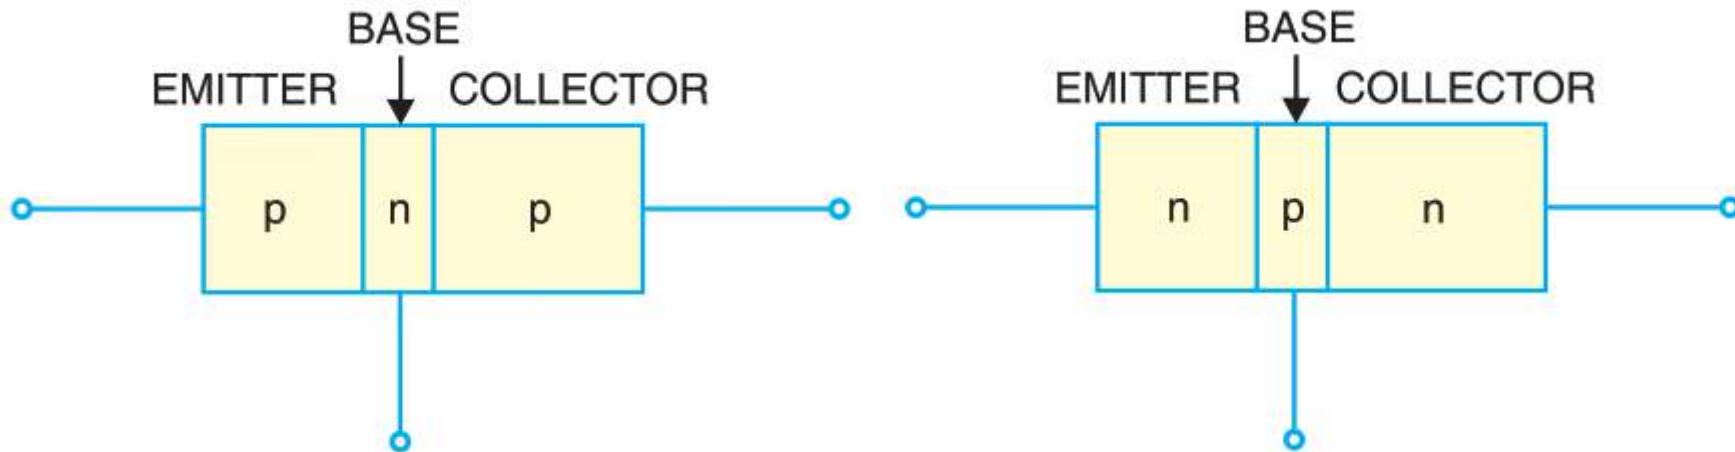 BASE
EMITTER COLLECTOR
p n p
BASE
EMITTER COLLECTOR
n p n